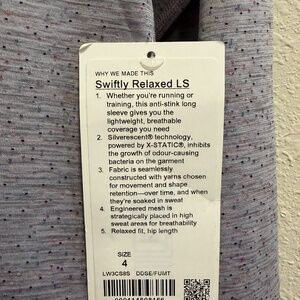 WHY WE MADE THIS
Swiftly Relaxed LS
1. Whether you're running or
training, this anti-stink long
sleeve gives you the
lightweight, breathable
coverage you need
2. Silverescent® technology,
powered by X-STATIC®, inhibits
the growth of odour-causing
bacteria on the garment
3. Fabric is seamlessly
constructed with yarns chosen
for movement and shape
retention—over time, and when
they're soaked in sweat
4. Engineered mesh is
strategically placed in high
sweat areas for breathability
5. Relaxed fit, hip length
SIZE
4
LW3CS8S DDSE/FUMT